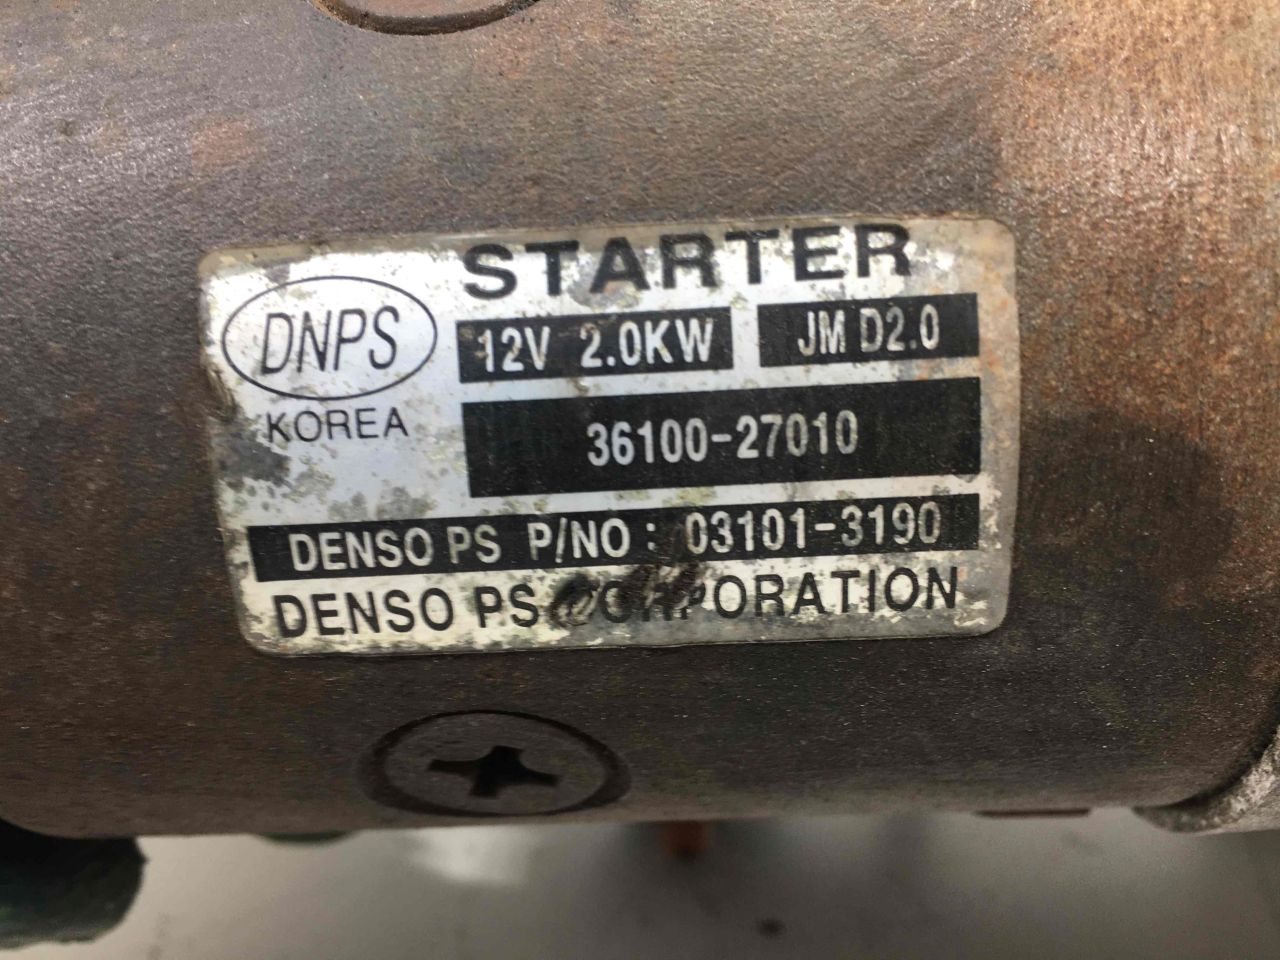 STARTER
DNPS
12V 2.0KW JM D2.0
KOREA
36100-27010
DENSO PS P/NO : 03101-3190
DENSO PS CORPORATION